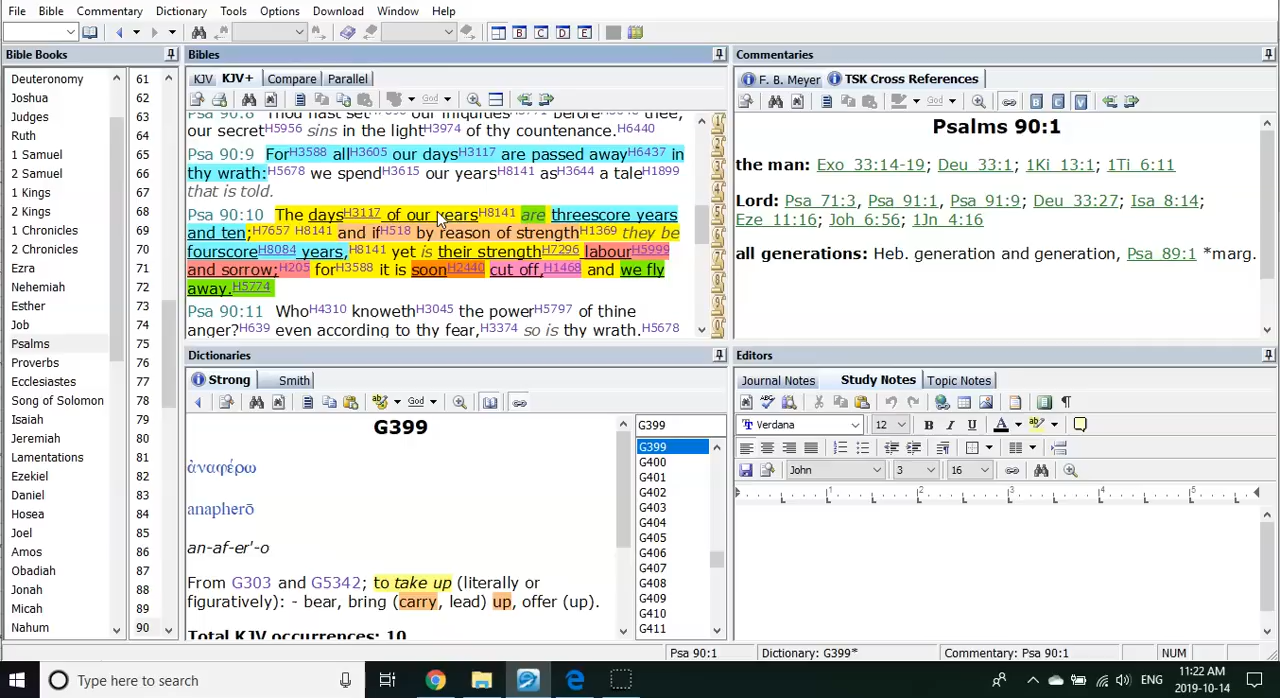 File Bible Commentary Dictionary Tools Options Download Window Help
Bible Books
Deuteronomy
Joshua
Judges
Ruth
1 Samuel
2 Samuel
1 Kings
2 Kings
1 Chronicles
2 Chronicles
Ezra
Nehemiah
Esther
Job
Psalms
Proverbs
Ecclesiastes
Song of Solomon
Isaiah
Jeremiah
Lamentations
Ezekiel
Daniel
Hosea
Joel
Amos
Obadiah
Jonah
Micah
Nahum
61
62
63
64
65
66
67
68
69
70
71
72
73
74
75
76
77
78
79
80
81
82
83
84
85
86
87
88
89
90
Bibles
KJV KJV+ Compare Parallel
God
our secretH5956 sins in the lightH3974 of thy countenance.H6440
Psa 90:9 ForH3588 allH3605 our daysH3117 are passed awayH6437 in
thy wrath:H5678 we spendH3615 our yearsH8141 asH3644 a taleH1899
that is told.
Psa 90:10 The daysH3117 of our yearsH8141 are threescore years
and ten;H7657 H8141 and ifH518 by reason of strengthH1369 they be
fourscoreH8084 years,H8141 yet is their strengthH7296 labourH5999
and sorrow;H205 forH3588 it is soonH2440 cut off,H1468 and we fly
away.H5774
Psa 90:11 WhoH4310 knowethH3045 the powerH5797 of thine
anger?H639 even according to thy fear,H3374 so is thy wrath.H5678
Commentaries
F. B. Meyer TSK Cross References
God B C V
Psalms 90:1
the man: Exo 33:14-19; Deu 33:1; 1Ki 13:1; 1Ti 6:11
Lord: Psa 71:3, Psa 91:1, Psa 91:9; Deu 33:27; Isa 8:14;
Eze 11:16; Joh 6:56; 1Jn 4:16
all generations: Heb. generation and generation, Psa 89:1 *marg.
Dictionaries
Strong Smith
God
G399
ἀναφέρω
anapherō
an-af-er'-o
From G303 and G5342; to take up (literally or
figuratively): - bear, bring (carry, lead) up, offer (up).
Total KJV occurrences: 10
G399
G399
G400
G401
G402
G403
G404
G405
G406
G407
G408
G409
G410
G411
Editors
Journal Notes Study Notes Topic Notes
Verdana 12 B I U A
John 3 16
1 2 3 4 5
Psa 90:1 Dictionary: G399* Commentary: Psa 90:1 NUM
Type here to search
ENG
11:22 AM
2019-10-14